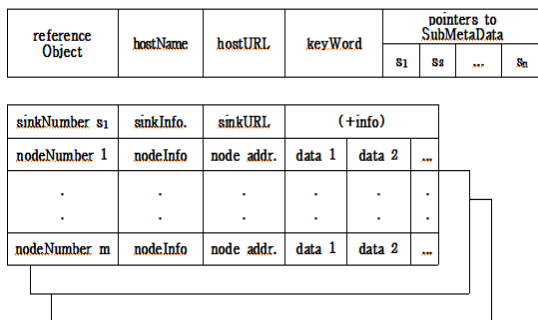 reference Object hostName hostURL keyWord pointers to SubMetaData
s1 s2 ... sn
sinkNumber s1 sinkInfo. sinkURL (+info)
nodeNumber 1 nodeInfo node addr. data 1 data 2 ...
. . . . . .
. . . . . .
nodeNumber m nodeInfo node addr. data 1 data 2 ...